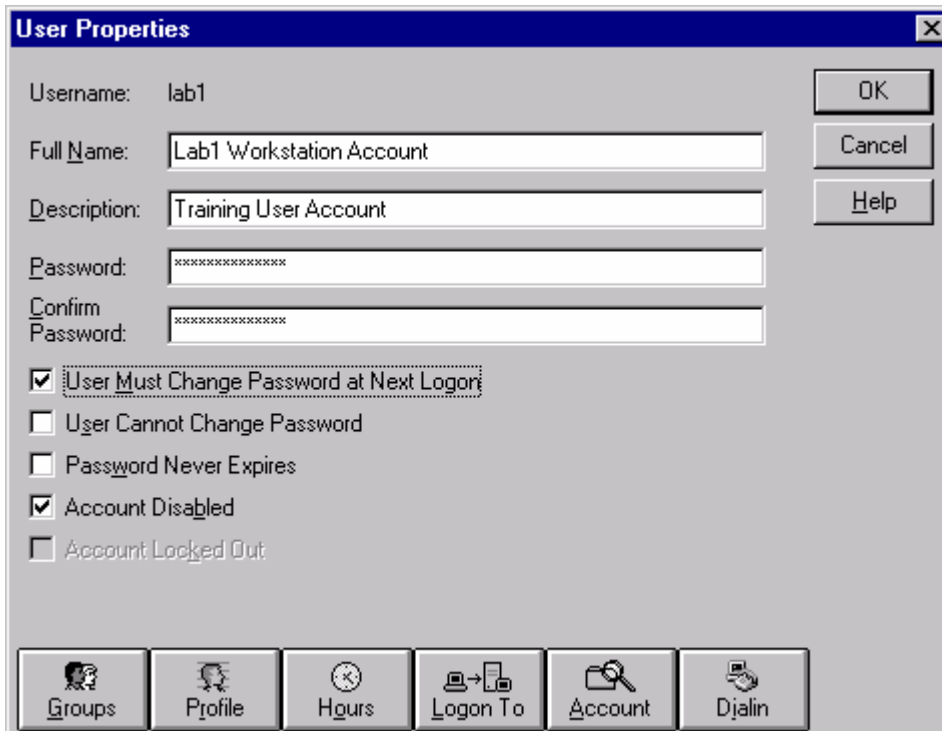 User Properties
Username: lab1
OK
Full Name: Lab1 Workstation Account
Cancel
Description: Training User Account
Help
Password: **************
Confirm
Password: **************
User Must Change Password at Next Logon
User Cannot Change Password
Password Never Expires
Account Disabled
Account Locked Out
Groups Profile Hours Logon To Account Dialin